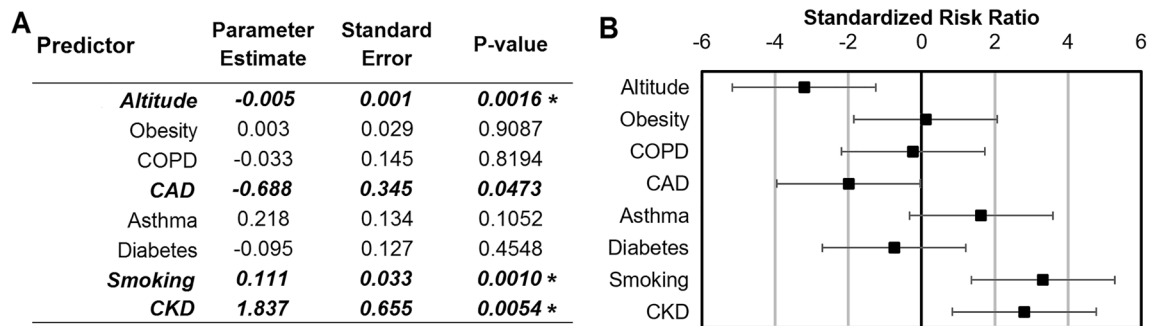 A
Predictor Parameter Estimate Standard Error P-value
Altitude -0.005 0.001 0.0016 *
Obesity 0.003 0.029 0.9087
COPD -0.033 0.145 0.8194
CAD -0.688 0.345 0.0473
Asthma 0.218 0.134 0.1052
Diabetes -0.095 0.127 0.4548
Smoking 0.111 0.033 0.0010 *
CKD 1.837 0.655 0.0054 *
B
Standardized Risk Ratio
-6 -4 -2 0 2 4 6
Altitude
Obesity
COPD
CAD
Asthma
Diabetes
Smoking
CKD